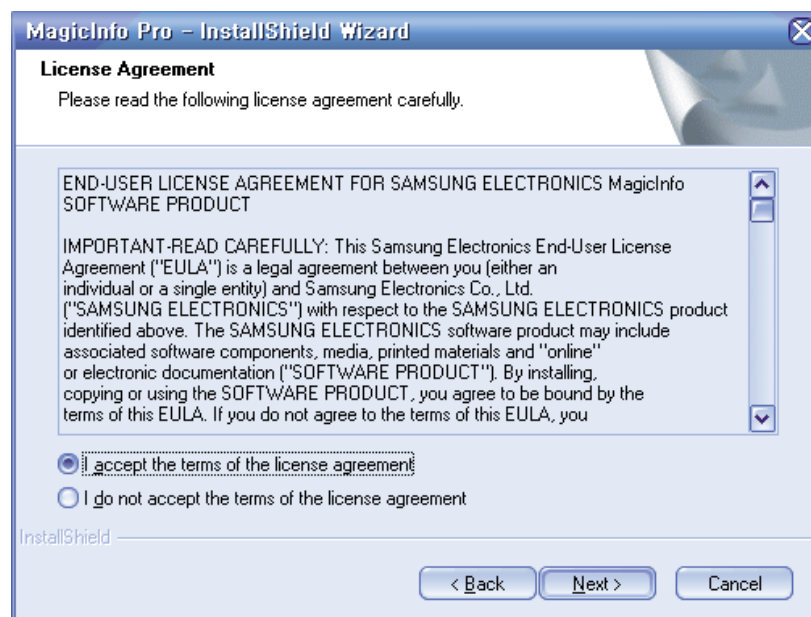 MagicInfo Pro - InstallShield Wizard
License Agreement
Please read the following license agreement carefully.
END-USER LICENSE AGREEMENT FOR SAMSUNG ELECTRONICS MagicInfo
SOFTWARE PRODUCT
IMPORTANT-READ CAREFULLY: This Samsung Electronics End-User License
Agreement ("EULA") is a legal agreement between you (either an
individual or a single entity) and Samsung Electronics Co., Ltd.
("SAMSUNG ELECTRONICS") with respect to the SAMSUNG ELECTRONICS product
identified above. The SAMSUNG ELECTRONICS software product may include
associated software components, media, printed materials and "online"
or electronic documentation ("SOFTWARE PRODUCT"). By installing,
copying or using the SOFTWARE PRODUCT, you agree to be bound by the
terms of this EULA. If you do not agree to the terms of this EULA, you
I accept the terms of the license agreement
I do not accept the terms of the license agreement
InstallShield
< Back
Next >
Cancel